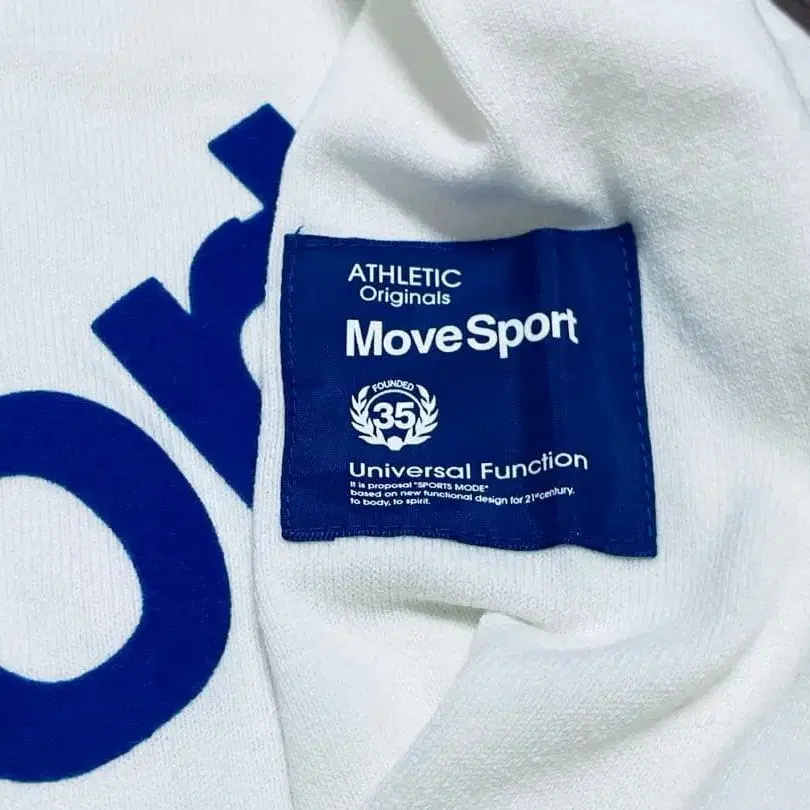 or
ATHLETIC
Originals
MoveSport
FOUNDED
35
Universal Function
It is proposal "SPORTS MODE"
based on new functional design for 21st century,
to body, to spirit.